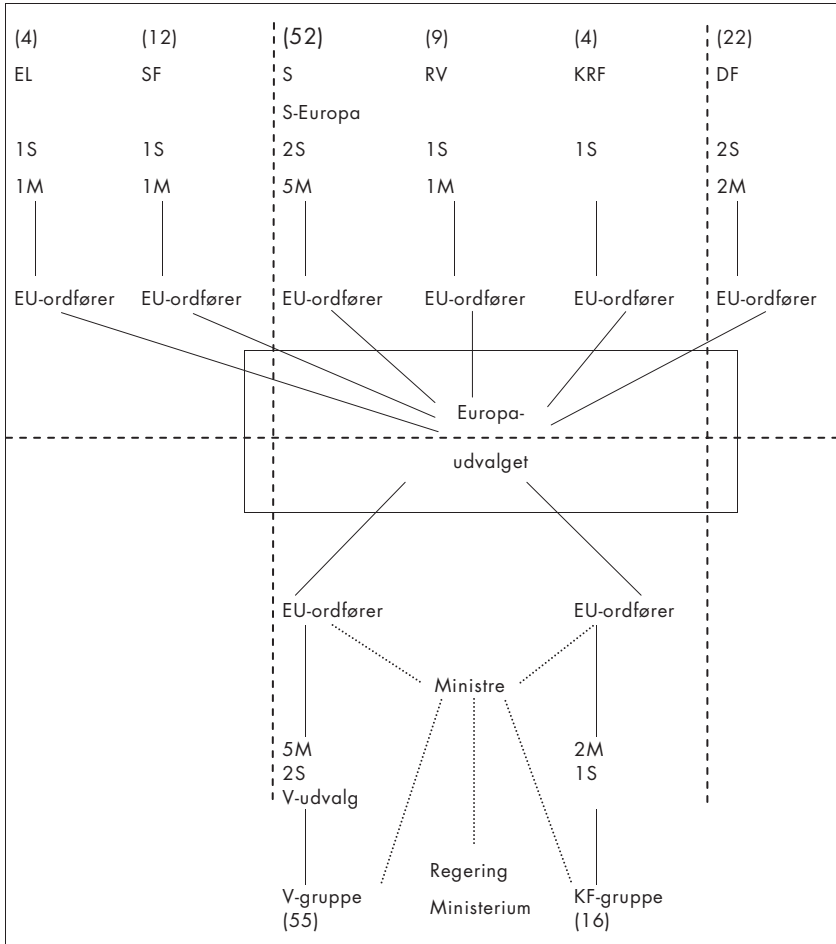 (4) (12) (52) (9) (4) (22)
EL SF S RV KRF DF
S-Europa
1S 1S 2S 1S 1S 2S
1M 1M 5M 1M 2M
EU-ordfører EU-ordfører EU-ordfører EU-ordfører EU-ordfører EU-ordfører
Europa-
udvalget
EU-ordfører EU-ordfører
Ministre
5M 2M
2S 1S
V-udvalg
Regering
V-gruppe Ministerium KF-gruppe
(55) (16)